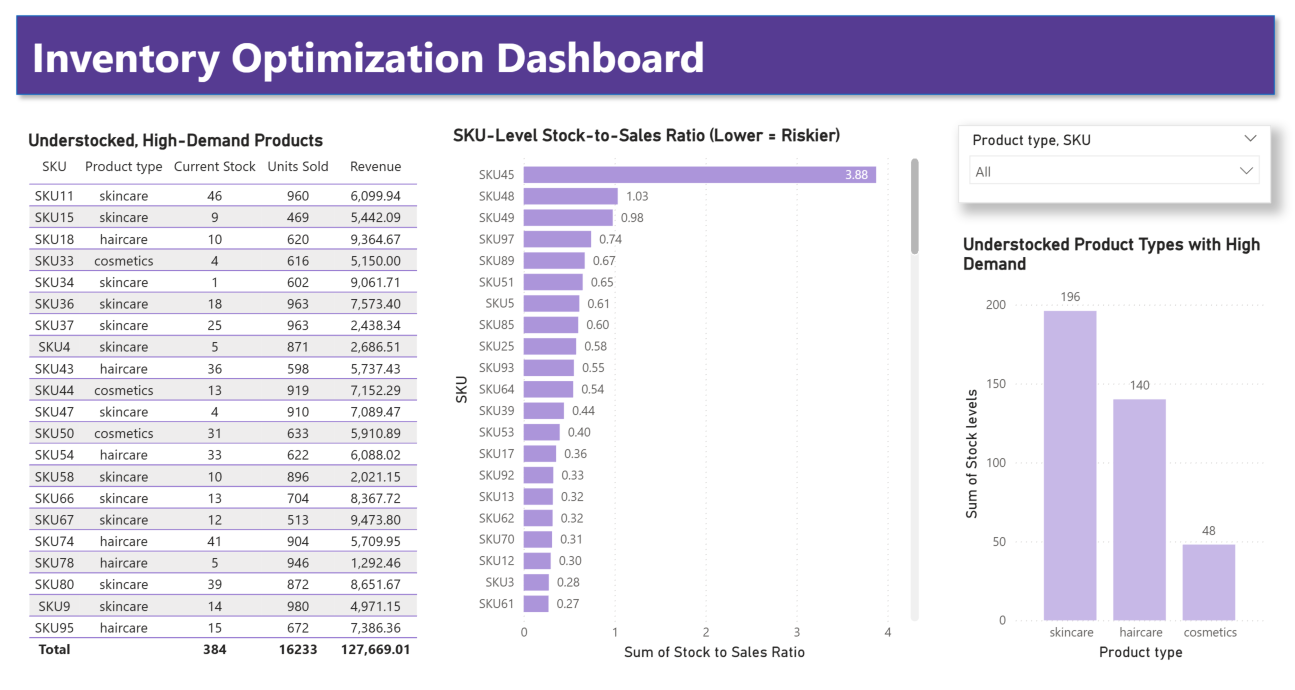 Inventory Optimization Dashboard
Understocked, High-Demand Products
SKU Product type Current Stock Units Sold Revenue
SKU11 skincare 46 960 6,099.94
SKU15 skincare 9 469 5,442.09
SKU18 haircare 10 620 9,364.67
SKU33 cosmetics 4 616 5,150.00
SKU34 skincare 1 602 9,061.71
SKU36 skincare 18 963 7,573.40
SKU37 skincare 25 963 2,438.34
SKU4 skincare 5 871 2,686.51
SKU43 haircare 36 598 5,737.43
SKU44 cosmetics 13 919 7,152.29
SKU47 skincare 4 910 7,089.47
SKU50 cosmetics 31 633 5,910.89
SKU54 haircare 33 622 6,088.02
SKU58 skincare 10 896 2,021.15
SKU66 skincare 13 704 8,367.72
SKU67 skincare 12 513 9,473.80
SKU74 haircare 41 904 5,709.95
SKU78 haircare 5 946 1,292.46
SKU80 skincare 39 872 8,651.67
SKU9 skincare 14 980 4,971.15
SKU95 haircare 15 672 7,386.36
Total 384 16233 127,669.01
SKU-Level Stock-to-Sales Ratio (Lower = Riskier)
SKU
SKU45 3.88
SKU48 1.03
SKU49 0.98
SKU97 0.74
SKU89 0.67
SKU51 0.65
SKU5 0.61
SKU85 0.60
SKU25 0.58
SKU93 0.55
SKU64 0.54
SKU39 0.44
SKU53 0.40
SKU17 0.36
SKU92 0.33
SKU13 0.32
SKU62 0.32
SKU70 0.31
SKU12 0.30
SKU3 0.28
SKU61 0.27
0 1 2 3 4
Sum of Stock to Sales Ratio
Product type, SKU
All
Understocked Product Types with High
Demand
Sum of Stock levels
200
150
100
50
0
196
140
48
skincare haircare cosmetics
Product type